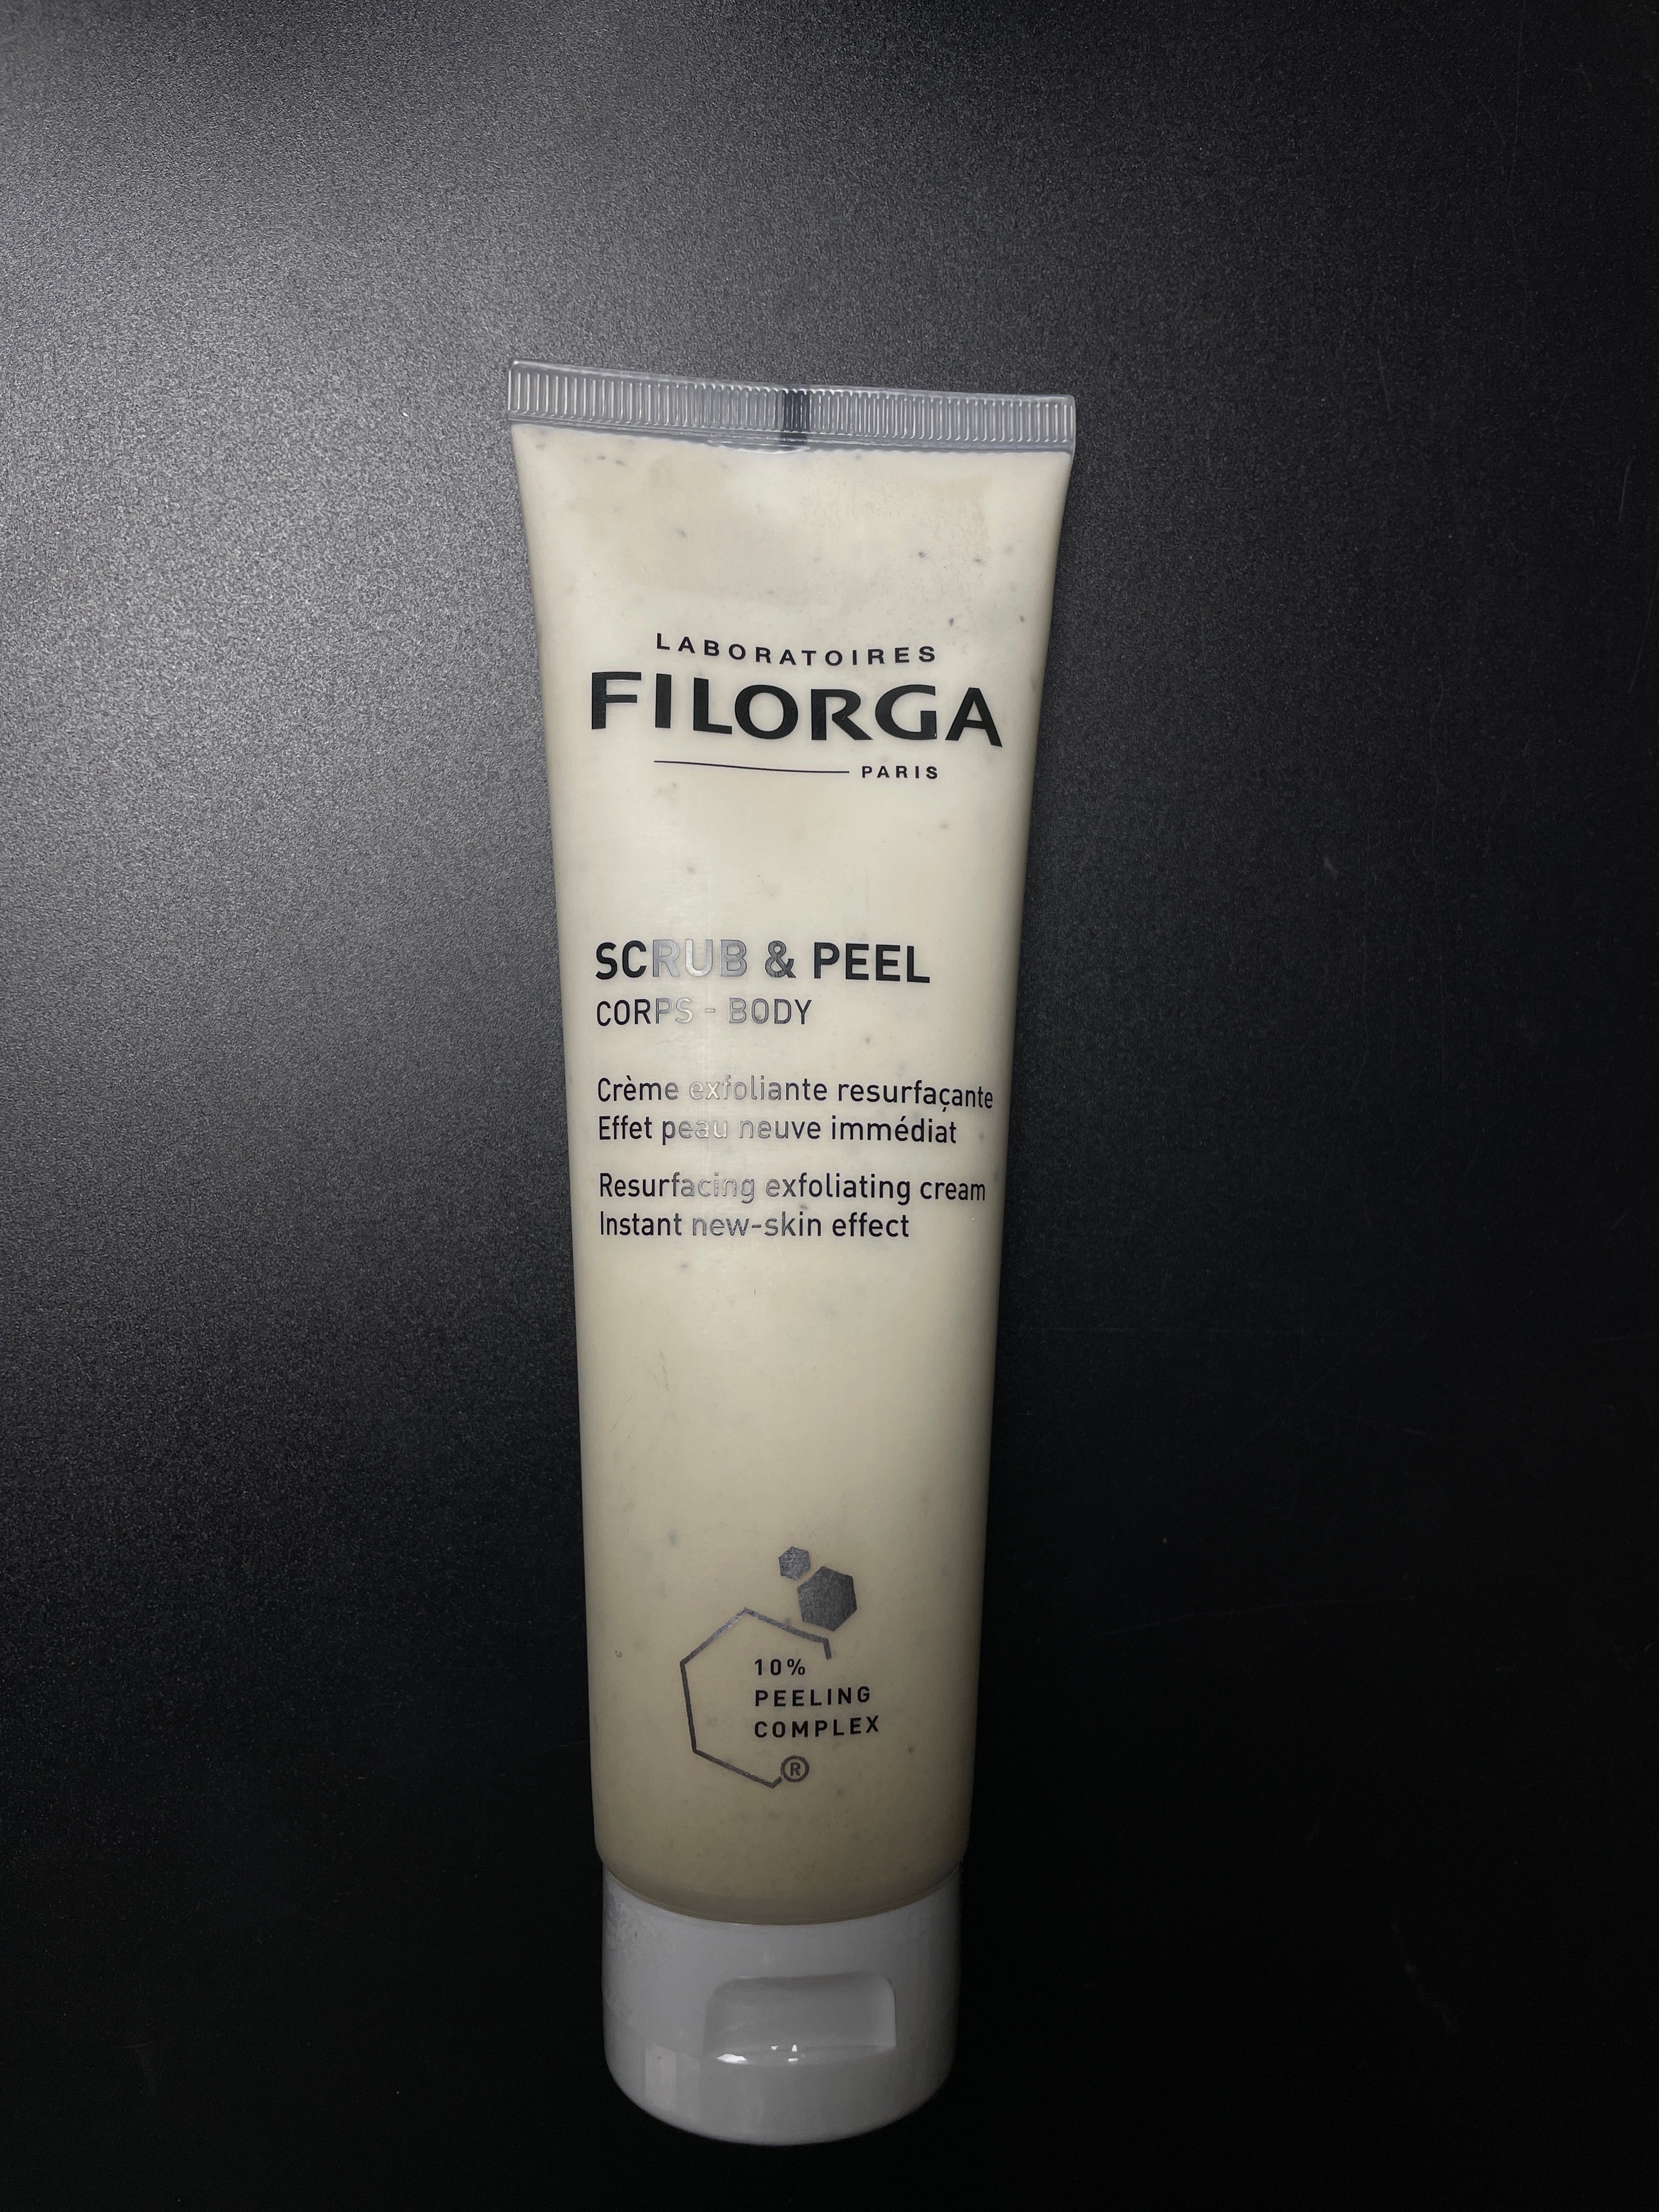 LABORATOIRES
FILORGA
PARIS
SCRUB & PEEL
CORPS - BODY
Crème exfoliante resurfaçante
Effet peau neuve immédiat
Resurfacing exfoliating cream
Instant new-skin effect
10%
PEELING
COMPLEX
®